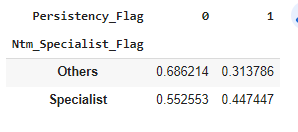 Persistency_Flag 0 1
Ntm_Specialist_Flag
Others 0.686214 0.313786
Specialist 0.552553 0.447447